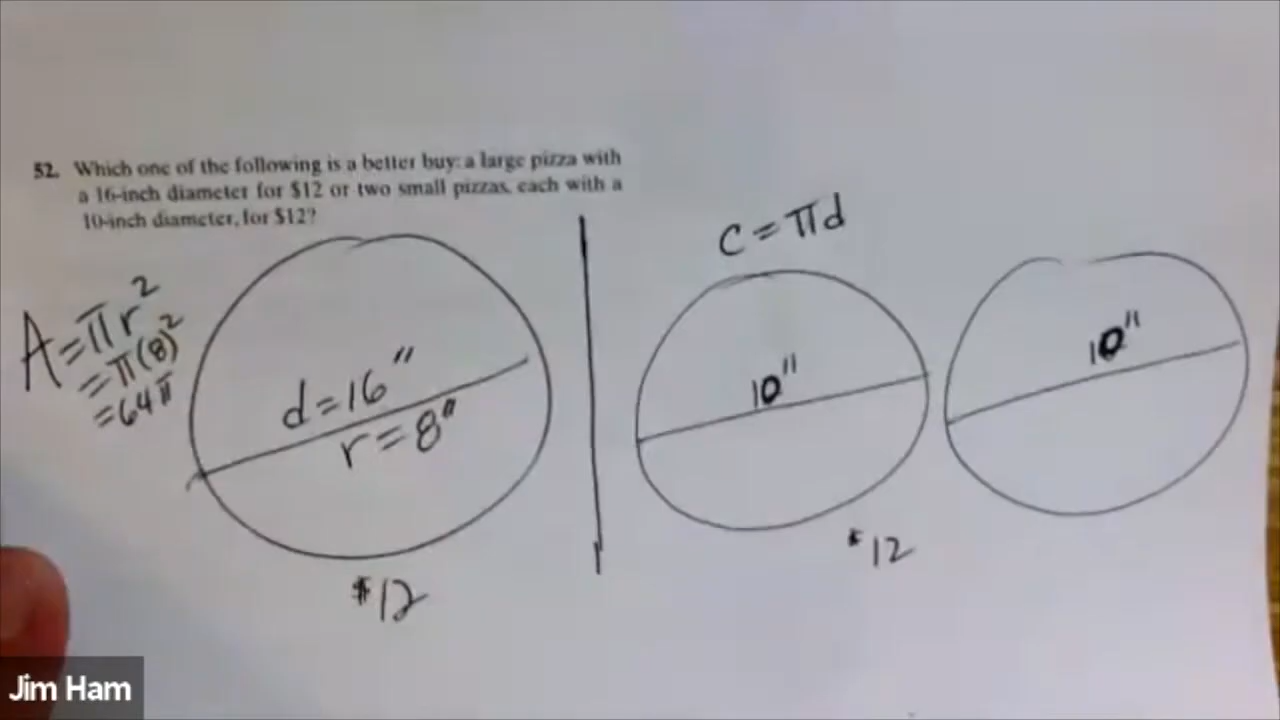 52. Which one of the following is a better buy: a large pizza with
a 16-inch diameter for $12 or two small pizzas, each with a
10-inch diameter, for $12?
A=πr²
=π(8)²
=64π
d=16"
r=8"
$12
C=πd
10"
10"
$12
Jim Ham